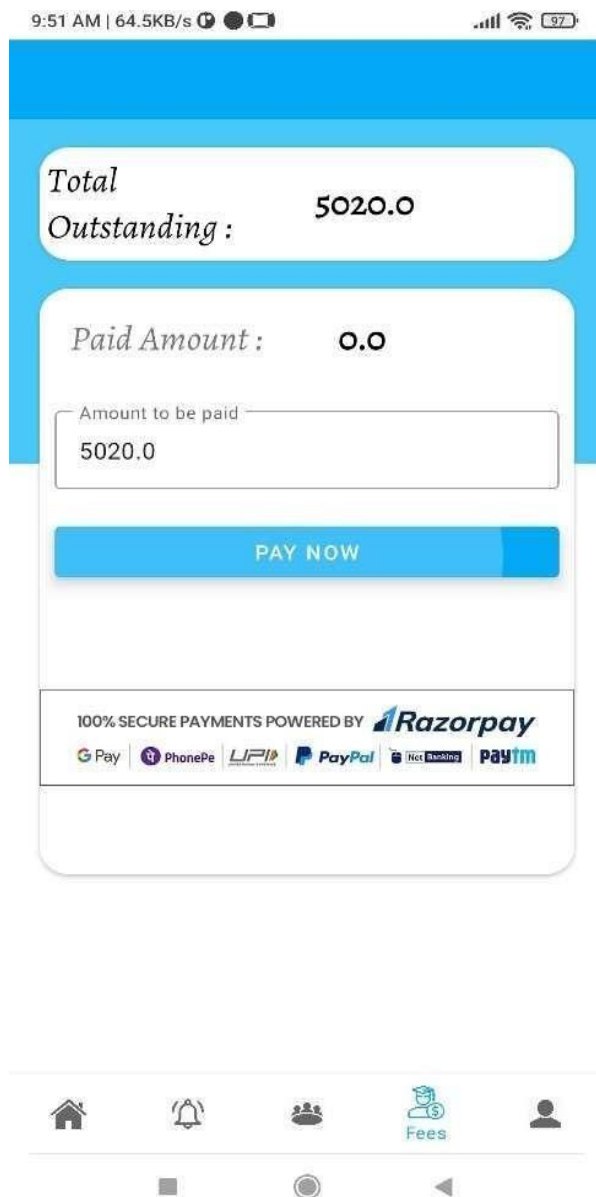 9:51 AM | 64.5KB/s
97
Total
Outstanding :
5020.0
Paid Amount :
0.0
Amount to be paid
5020.0
PAY NOW
100% SECURE PAYMENTS POWERED BY Razorpay
G Pay PhonePe UPI PayPal Net Banking Paytm
Fees